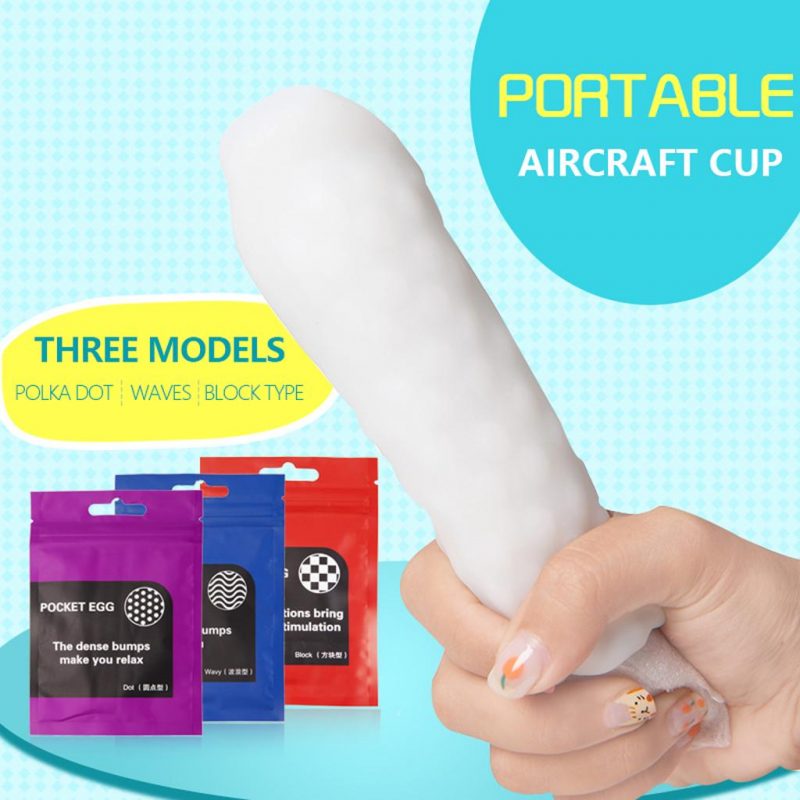 PORTABLE
AIRCRAFT CUP
THREE MODELS
POLKA DOT WAVES BLOCK TYPE
POCKET EGG
The dense bumps
make you relax
Dot (圆点型)
umps
Wavy (波浪型)
G
tions bring
timulation
Block (方块型)